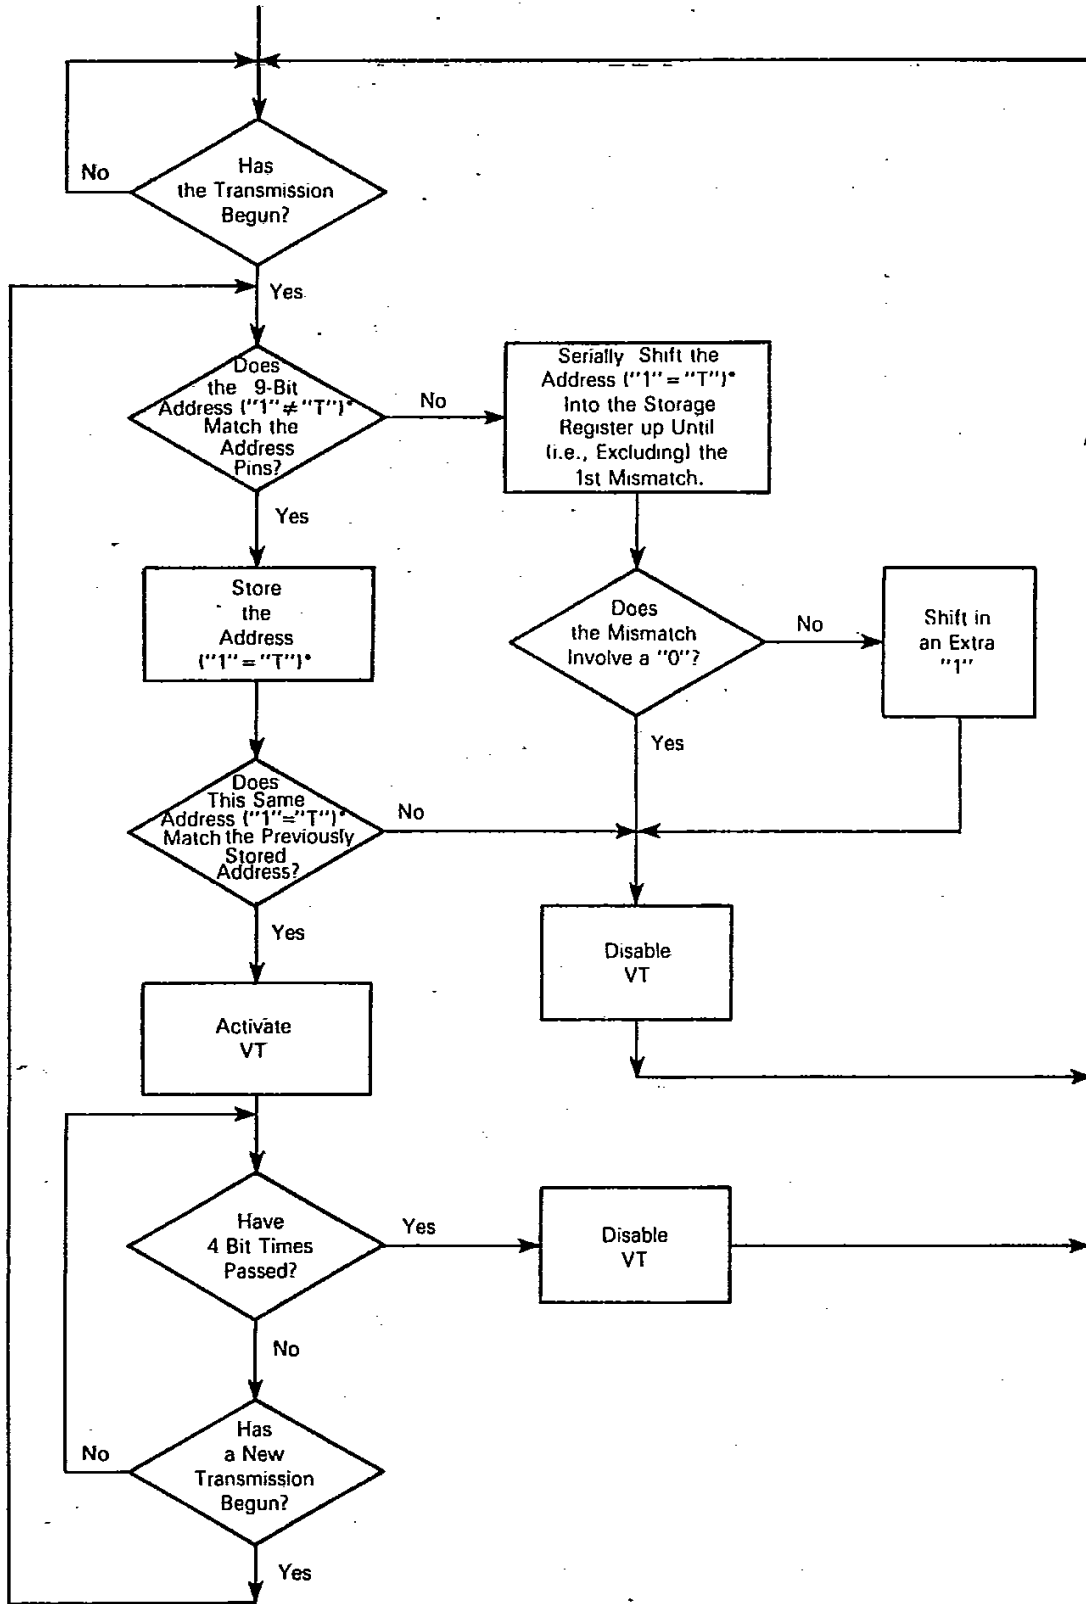 No
Has
the Transmission
Begun?
Yes
Does
the 9-Bit
Address ("1" ≠ "T")*
Match the
Address
Pins?
No
Serially Shift the
Address ("1" = "T")*
Into the Storage
Register up Until
(i.e., Excluding) the
1st Mismatch.
Yes
Store
the
Address
("1" = "T")*
Does
the Mismatch
Involve a "0"?
No
Shift in
an Extra
"1"
Yes
Does
This Same
Address ("1"="T")*
Match the Previously
Stored
Address?
No
Yes
Disable
VT
Activate
VT
Have
4 Bit Times
Passed?
Yes
Disable
VT
No
No
Has
a New
Transmission
Begun?
Yes